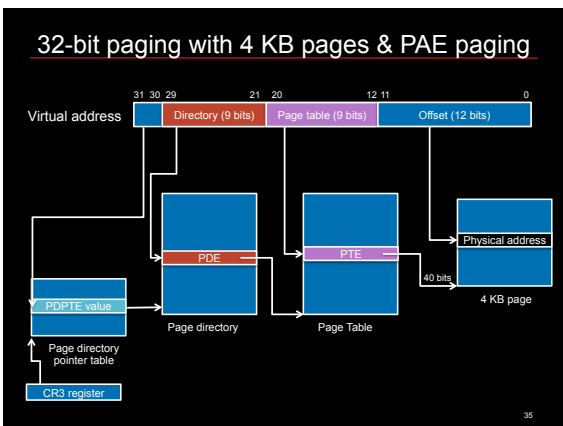 32-bit paging with 4 KB pages & PAE paging
31 30 29 21 20 12 11 0
Virtual address Directory (9 bits) Page table (9 bits) Offset (12 bits)
Physical address
PDE PTE
40 bits
PDPTE value 4 KB page
Page directory Page Table
Page directory
pointer table
CR3 register
35